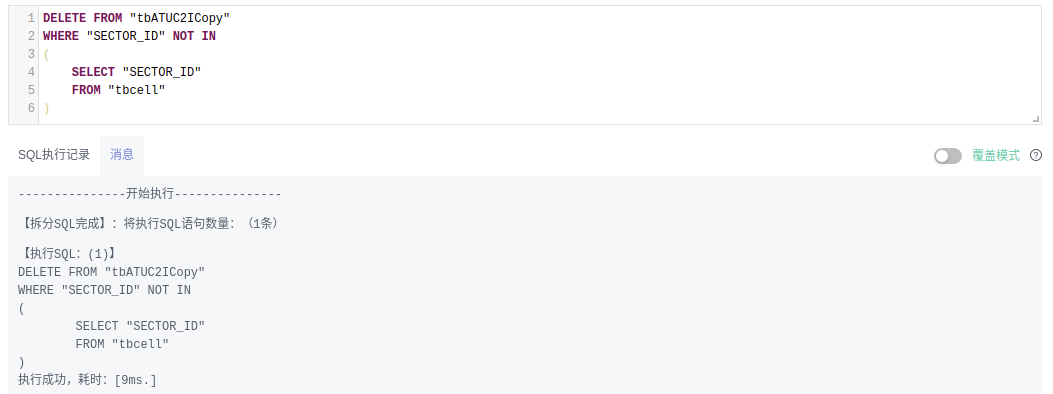 1 DELETE FROM "tbATUC2ICopy"
2 WHERE "SECTOR_ID" NOT IN
3 (
4     SELECT "SECTOR_ID"
5     FROM "tbcell"
6 )
SQL执行记录 消息 覆盖模式 ?
---------------开始执行---------------
【拆分SQL完成】：将执行SQL语句数量：（1条）
【执行SQL：(1)】
DELETE FROM "tbATUC2ICopy"
WHERE "SECTOR_ID" NOT IN
(
        SELECT "SECTOR_ID"
        FROM "tbcell"
)
执行成功，耗时：[9ms.]